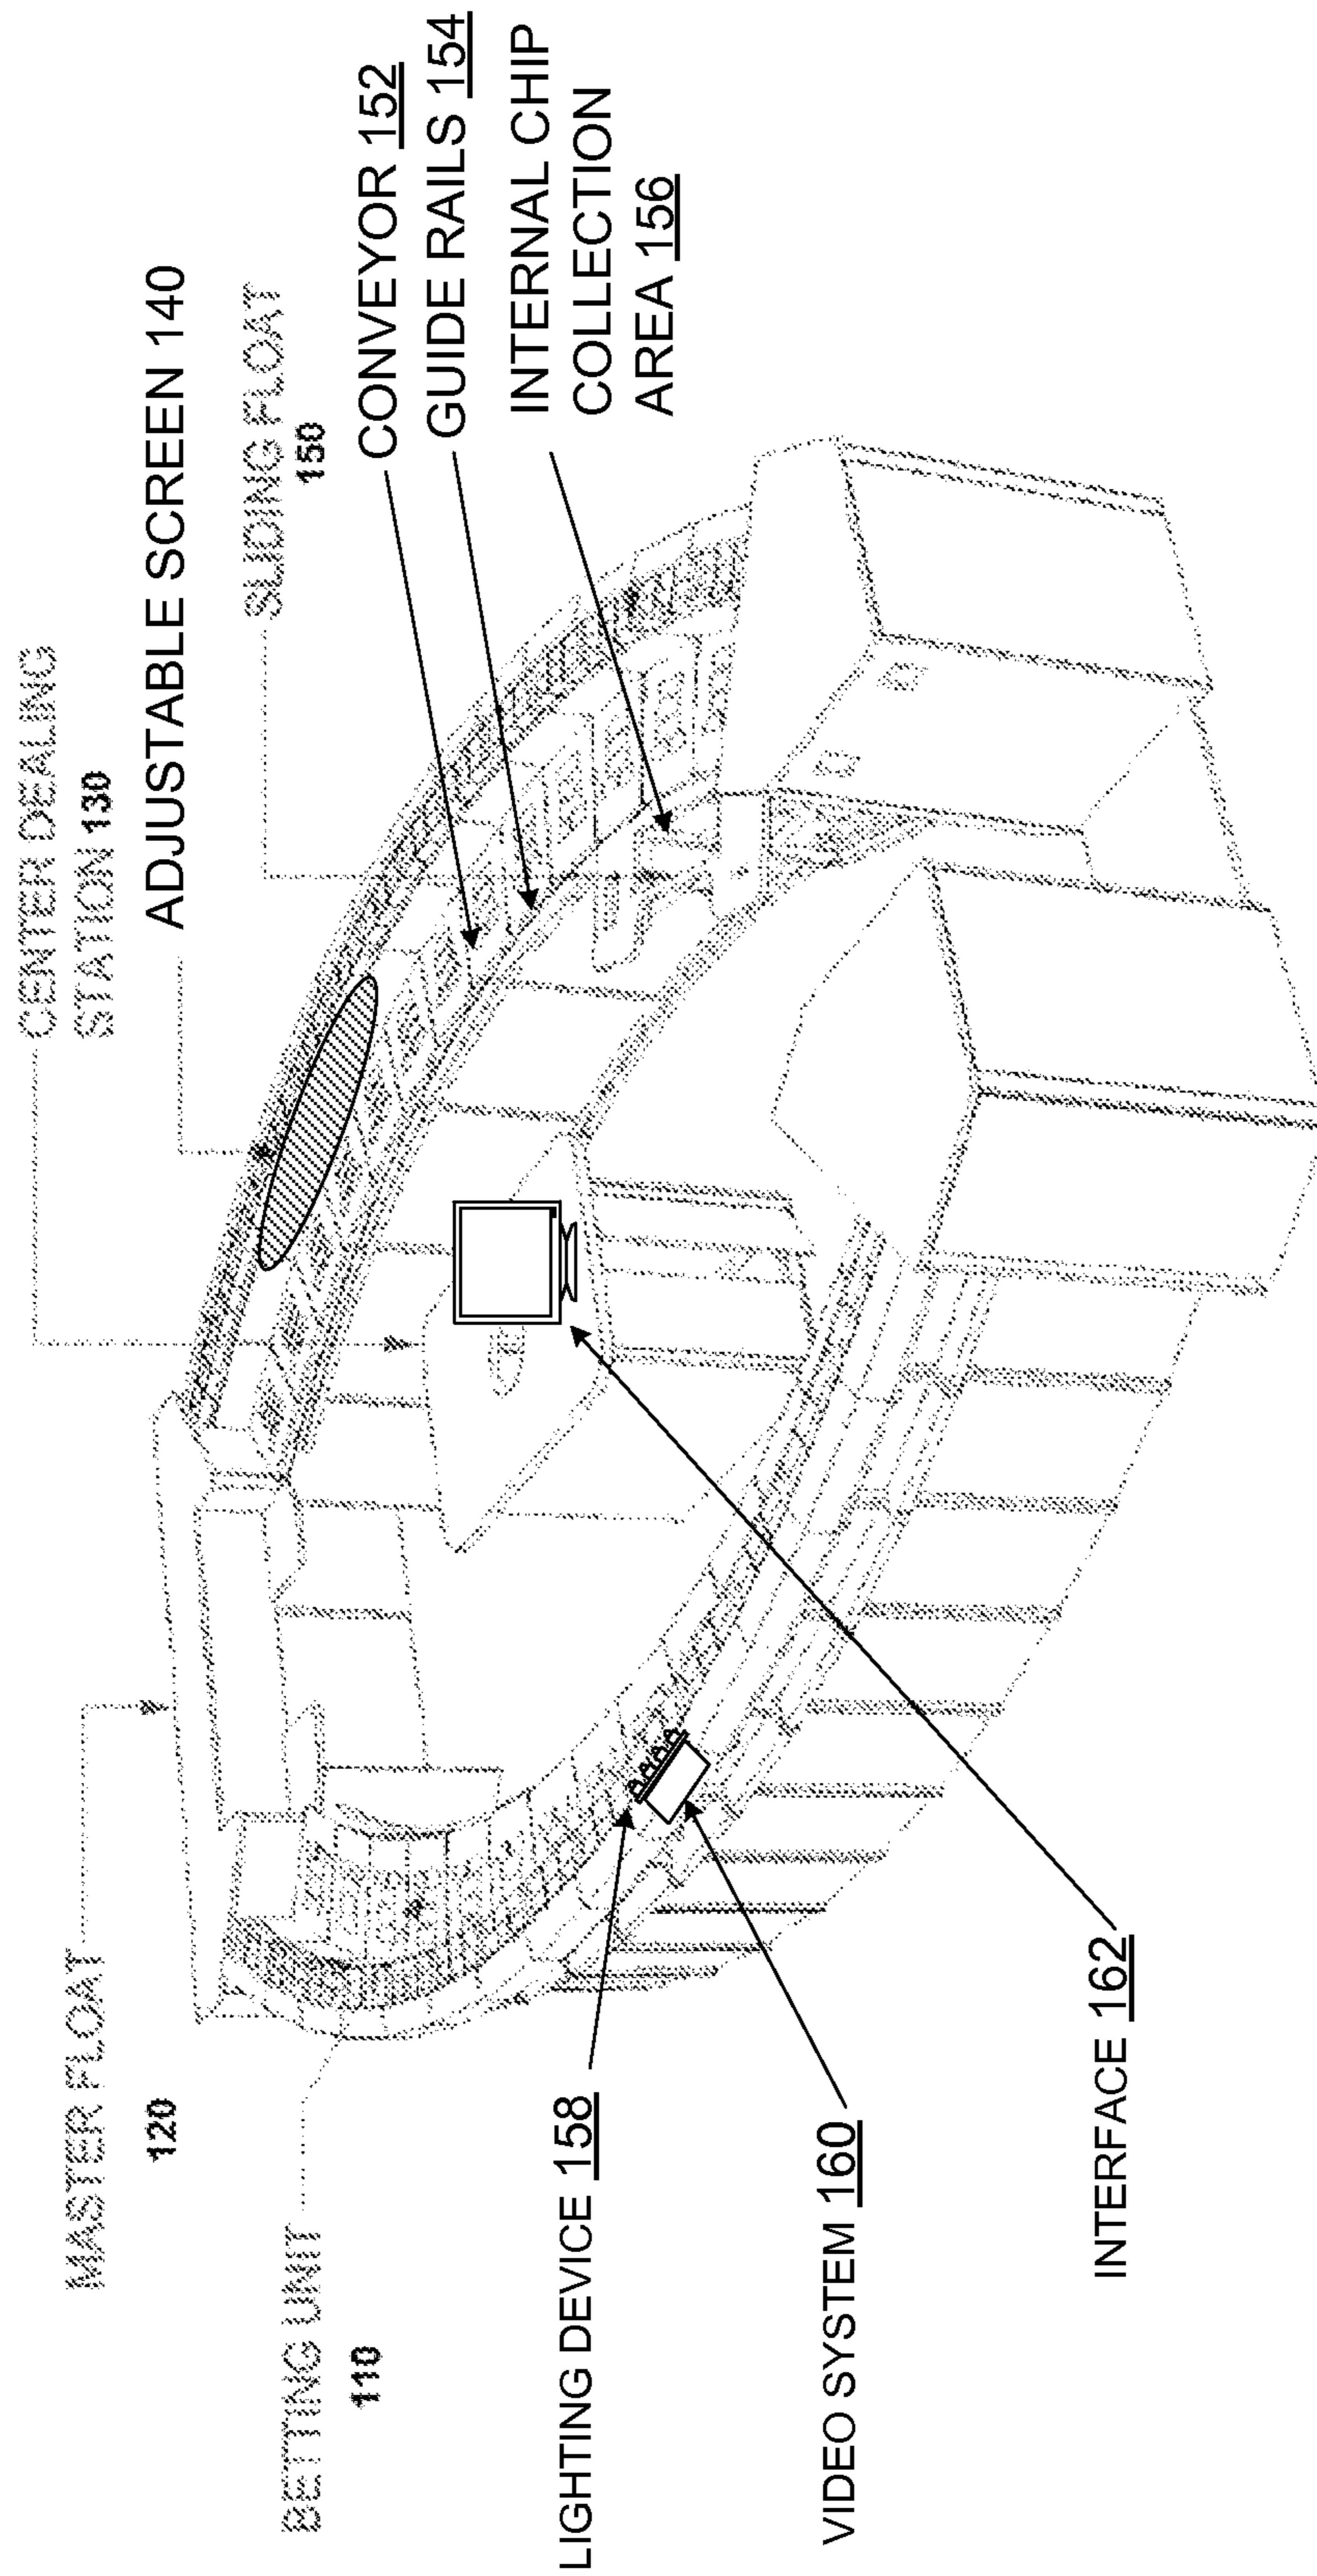 MASTER FLOAT
120
CENTER DEALING
STATION 130
ADJUSTABLE SCREEN 140
SLIDING FLOAT
150
CONVEYOR 152
GUIDE RAILS 154
INTERNAL CHIP
COLLECTION
AREA 156
BETTING UNIT
110
LIGHTING DEVICE 158
VIDEO SYSTEM 160
INTERFACE 162